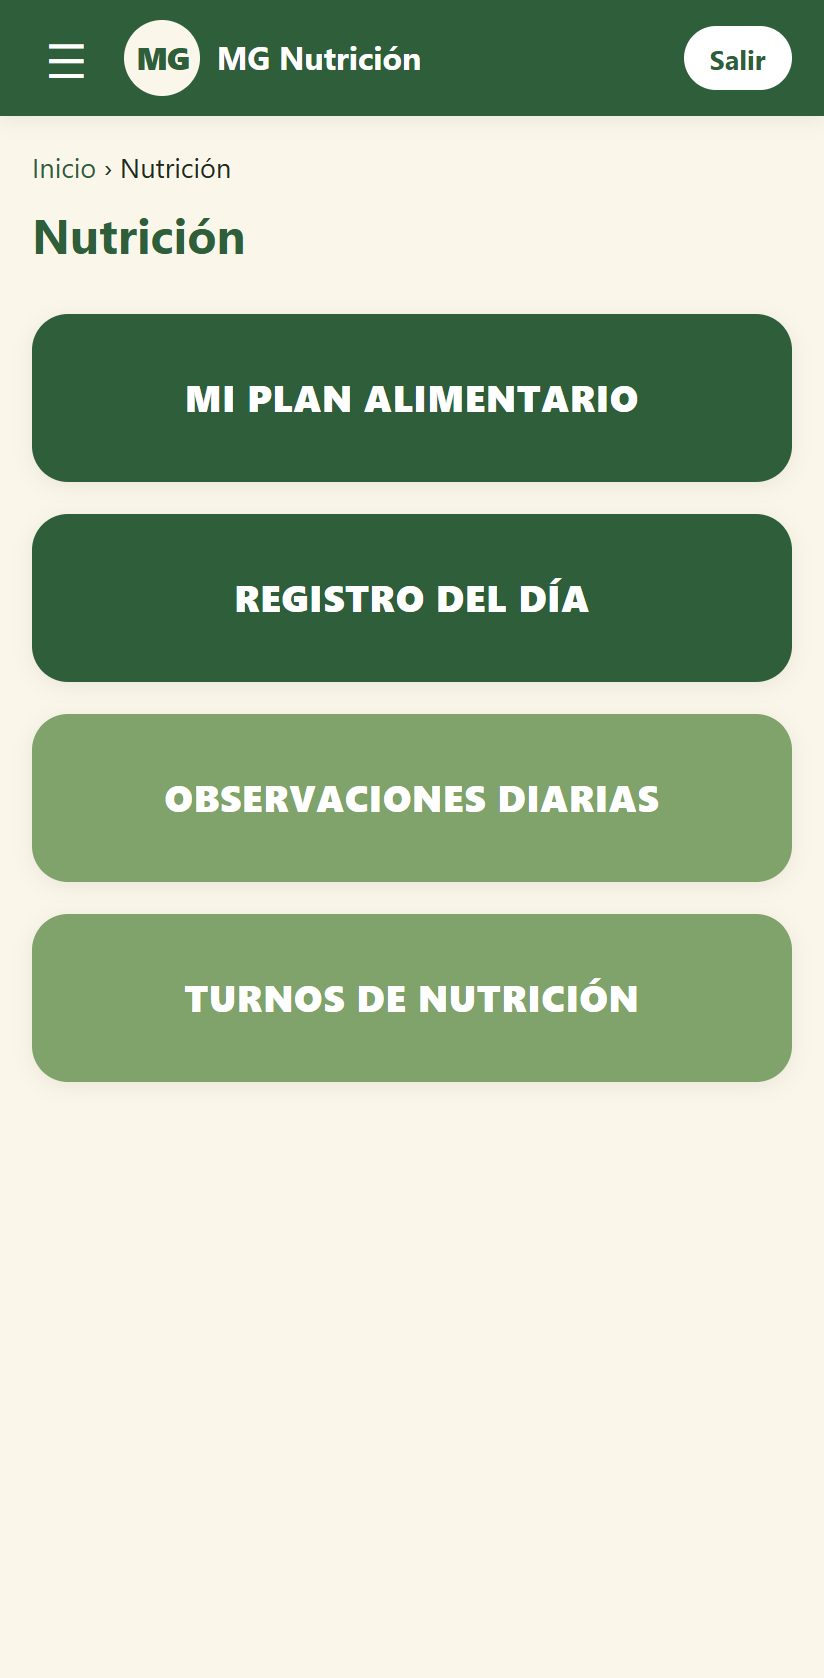 MG MG Nutrición Salir
Inicio › Nutrición
Nutrición
MI PLAN ALIMENTARIO
REGISTRO DEL DÍA
OBSERVACIONES DIARIAS
TURNOS DE NUTRICIÓN